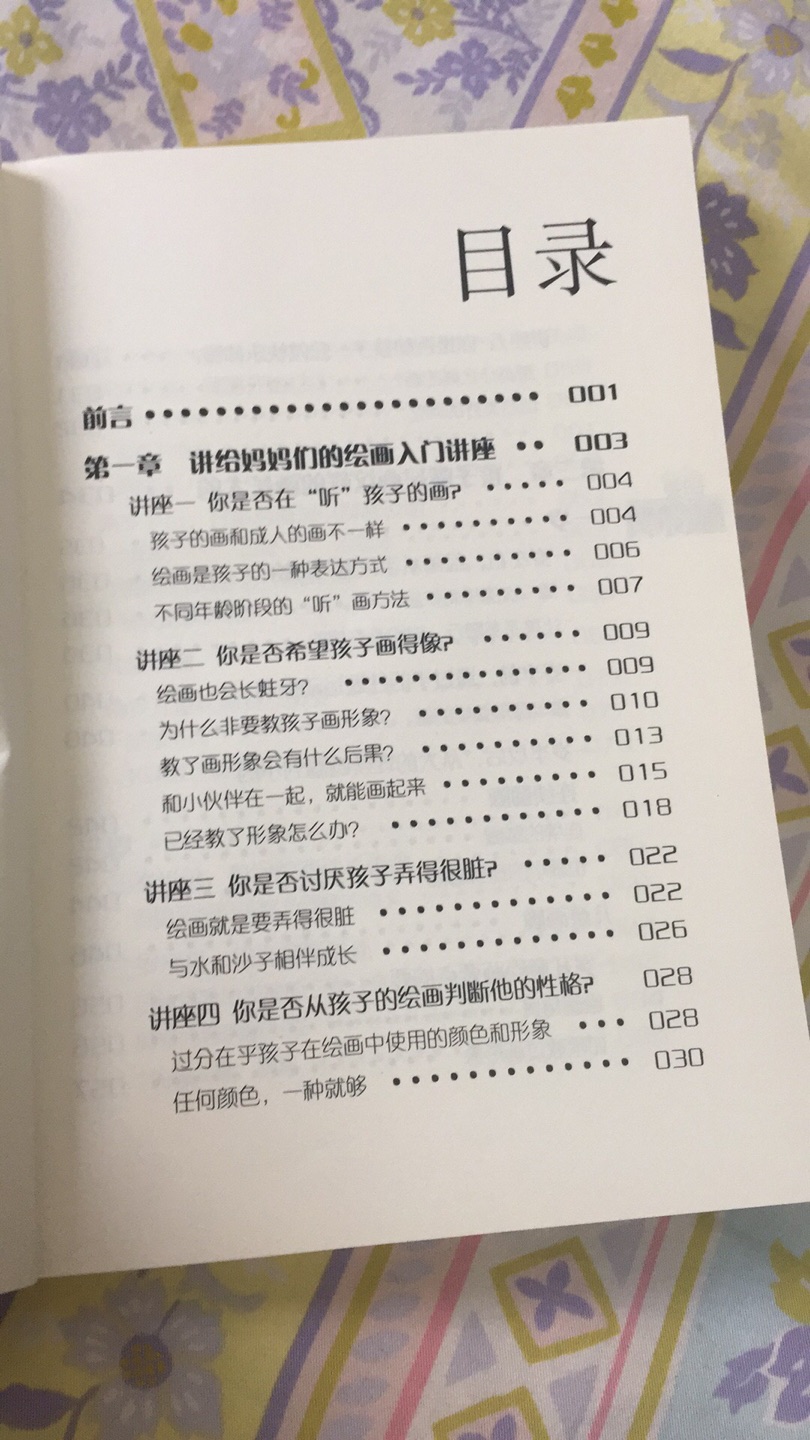 目录
前言 •••••••••••••••••••••• 001
第一章 讲给妈妈们的绘画入门讲座 •• 003
讲座一 你是否在“听”孩子的画? ••••• 004
孩子的画和成人的画不一样 •••••••••• 004
绘画是孩子的一种表达方式 ••••••••• 006
不同年龄阶段的“听”画方法 ••••••••• 007
讲座二 你是否希望孩子画得像? •••••• 009
绘画也会长蛀牙? ••••••••••••• 009
为什么非要教孩子画形象? •••••••••• 010
教了画形象会有什么后果? •••••••••• 013
和小伙伴在一起，就能画起来 ••••••••• 015
已经教了形象怎么办? •••••••••••• 018
讲座三 你是否讨厌孩子弄得很脏? ••••• 022
绘画就是要弄得很脏 ••••••••••••• 022
与水和沙子相伴成长 ••••••••••••• 026
讲座四 你是否从孩子的绘画判断他的性格? 028
过分在乎孩子在绘画中使用的颜色和形象 ••• 028
任何颜色，一种就够 ••••••••••••• 030